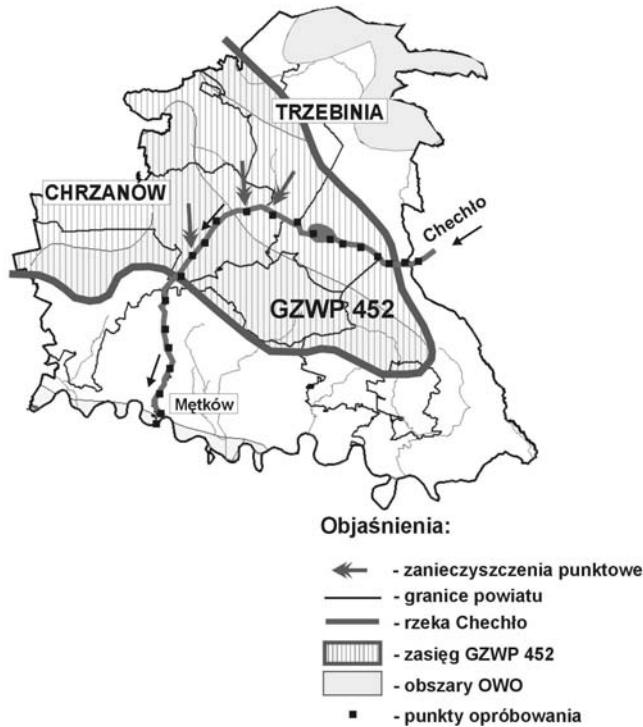 TRZEBINIA
CHRZANÓW
Chechło
GZWP 452
Mętków
Objaśnienia:
- zanieczyszczenia punktowe
- granice powiatu
- rzeka Chechło
- zasięg GZWP 452
- obszary OWO
- punkty opróbowania